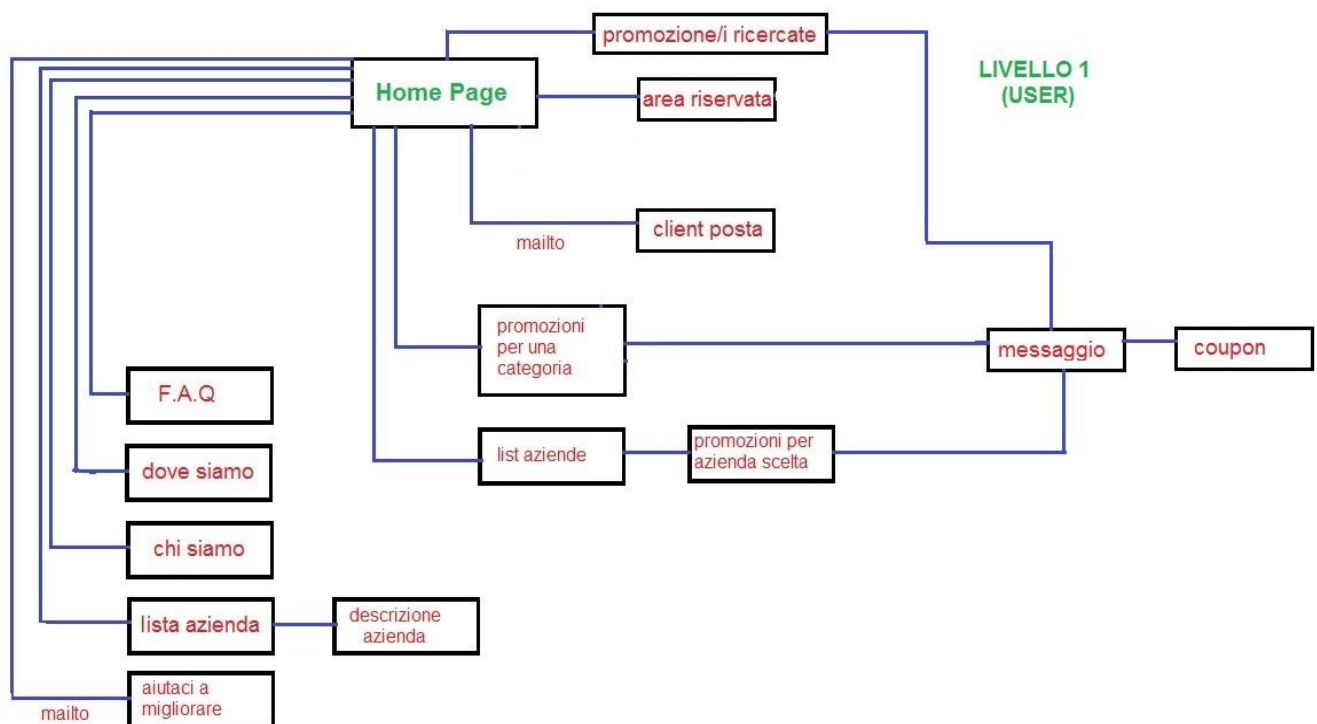 promozione/i ricercate
LIVELLO 1
(USER)
Home Page
area riservata
client posta
mailto
promozioni
per una
categoria
messaggio
coupon
F.A.Q
list aziende
promozioni per
azienda scelta
dove siamo
chi siamo
lista azienda
descrizione
azienda
aiutaci a
migliorare
mailto